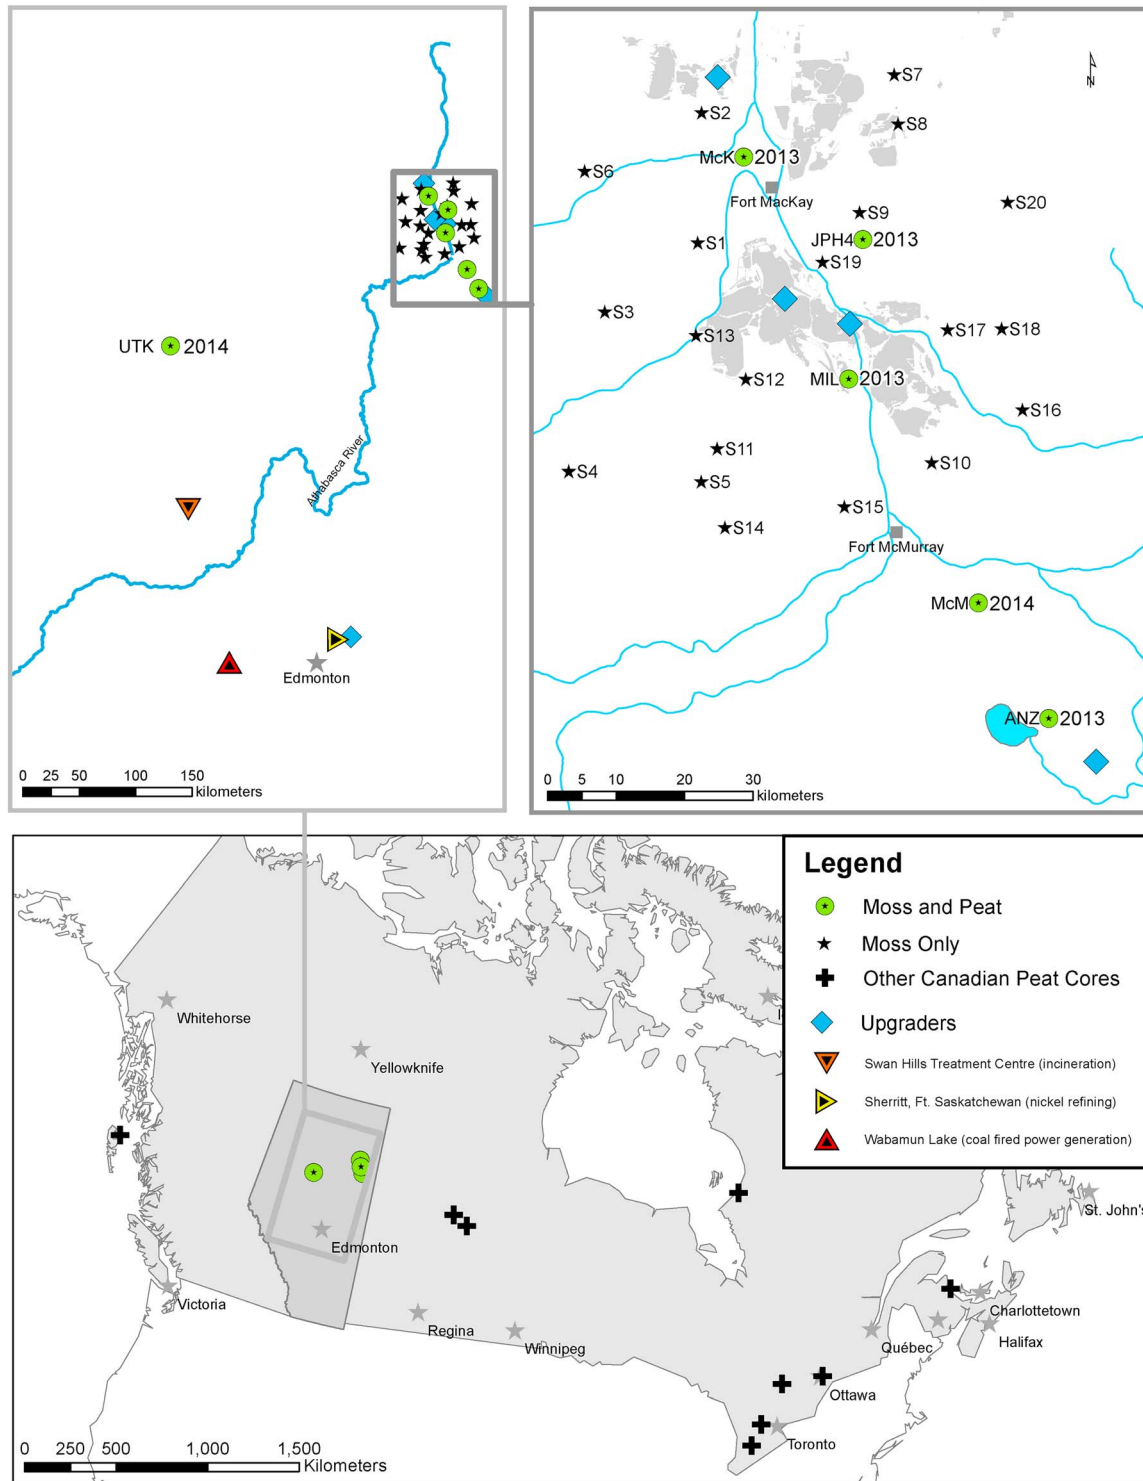 UTK 2014
Athabasca River
Edmonton
0 25 50 100 150
kilometers
N
S7
S2
S8
McK 2013
S6
Fort MacKay
S20
S9
S1
JPH4 2013
S19
S3
S13
S17
S18
S12
MIL 2013
S16
S11
S10
S4
S5
S15
S14
Fort McMurray
McM 2014
ANZ 2013
0 5 10 20 30
kilometers
Legend
Moss and Peat
Moss Only
Other Canadian Peat Cores
Upgraders
Swan Hills Treatment Centre (incineration)
Sherritt, Ft. Saskatchewan (nickel refining)
Wabamun Lake (coal fired power generation)
Whitehorse
Yellowknife
St. John's
Edmonton
Victoria
Regina
Winnipeg
Charlottetown
Québec
Halifax
Ottawa
Toronto
0 250 500 1,000 1,500
Kilometers